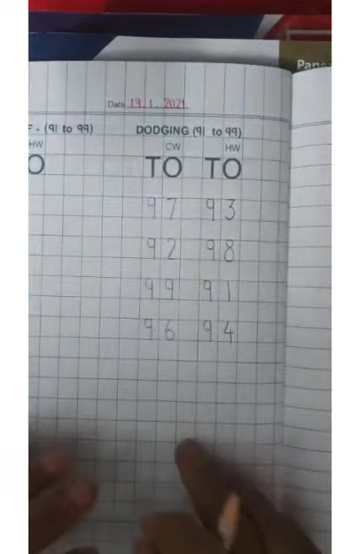 Date 19.1.2021
- (91 to 99)
DODGING (91 to 99)
HW
CW HW
O
TO TO
97 93
92 98
99 91
96 94